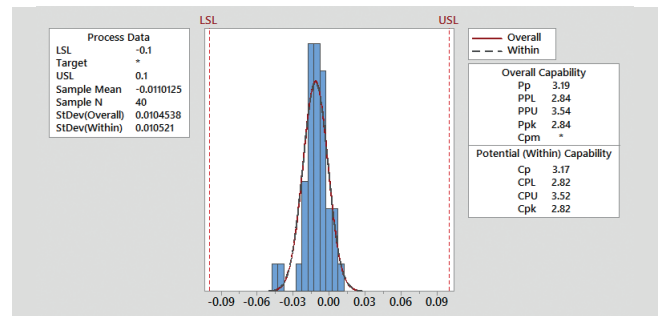 LSL USL
Process Data
LSL -0.1
Target *
USL 0.1
Sample Mean -0.0110125
Sample N 40
StDev(Overall) 0.0104538
StDev(Within) 0.010521
Overall
Within
Overall Capability
Pp 3.19
PPL 2.84
PPU 3.54
Ppk 2.84
Cpm *
Potential (Within) Capability
Cp 3.17
CPL 2.82
CPU 3.52
Cpk 2.82
-0.09 -0.06 -0.03 0.00 0.03 0.06 0.09